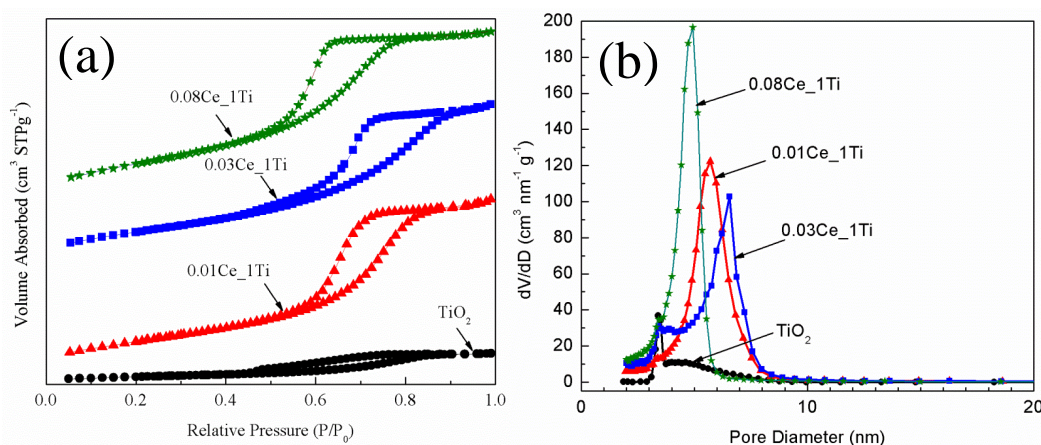 (a)
0.08Ce_1Ti
0.03Ce_1Ti
0.01Ce_1Ti
TiO2
Volume Absorbed (cm3 STPg-1)
0.0 0.2 0.4 0.6 0.8 1.0
Relative Pressure (P/P0)
(b)
200
180
160
140
120
100
80
60
40
20
0
dV/dD (cm3 nm-1 g-1)
0.08Ce_1Ti
0.01Ce_1Ti
0.03Ce_1Ti
TiO2
0 5 10 15 20
Pore Diameter (nm)